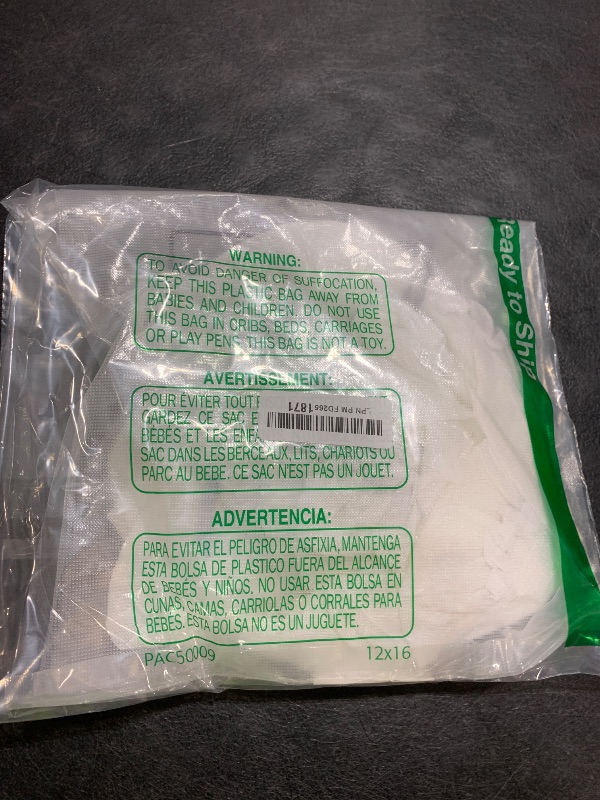 Ready to Ship
WARNING:
TO AVOID DANGER OF SUFFOCATION,
KEEP THIS PLASTIC BAG AWAY FROM
BABIES AND CHILDREN. DO NOT USE
THIS BAG IN CRIBS, BEDS, CARRIAGES
OR PLAY PENS. THIS BAG IS NOT A TOY.
AVERTISSEMENT:
POUR ÉVITER TOUT
GARDEZ CE SAC
BÉBÉS ET LES
SAC DANS LES BERCEAUX, LITS, CHARIOTS OU
PARC AU BEBE. CE SAC N'EST PAS UN JOUET.
LPN PM FD2661871
ADVERTENCIA:
PARA EVITAR EL PELIGRO DE ASFIXIA, MANTENGA
ESTA BOLSA DE PLASTICO FUERA DEL ALCANCE
DE BEBÉS Y NIÑOS. NO USAR ESTA BOLSA EN
CUNAS, CAMAS, CARRIOLAS O CORRALES PARA
BEBES. ESTA BOLSA NO ES UN JUGUETE.
PAC50009 12x16